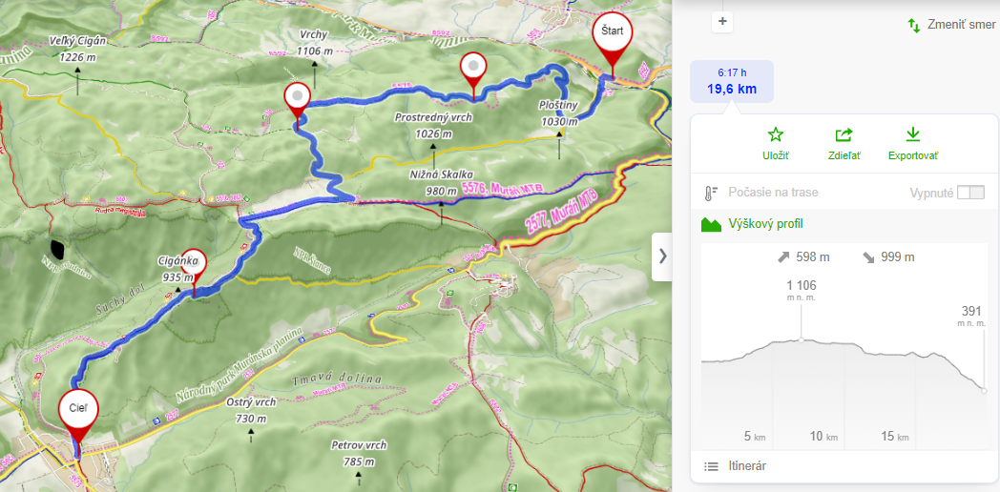 Štart
Veľký Cigán
1226 m
Vrchy
1106 m
Ploštiny
1030 m
Prostredný vrch
1026 m
Nižná Skalka
980 m
5576, Muráň MTB
2577, Muráň MTB
Rudná magistrála
Cigánka
935 m
NPR Šance
Suchý dol
Národný park Muránska planina
Tmavá dolina
Cieľ
Ostrý vrch
730 m
Petrov vrch
785 m
+
Zmeniť smer
6:17 h
19,6 km
Uložiť
Zdieľať
Exportovať
Počasie na trase
Vypnuté
Výškový profil
598 m
999 m
1 106
m n. m.
391
m n. m.
5 km
10 km
15 km
Itinerár